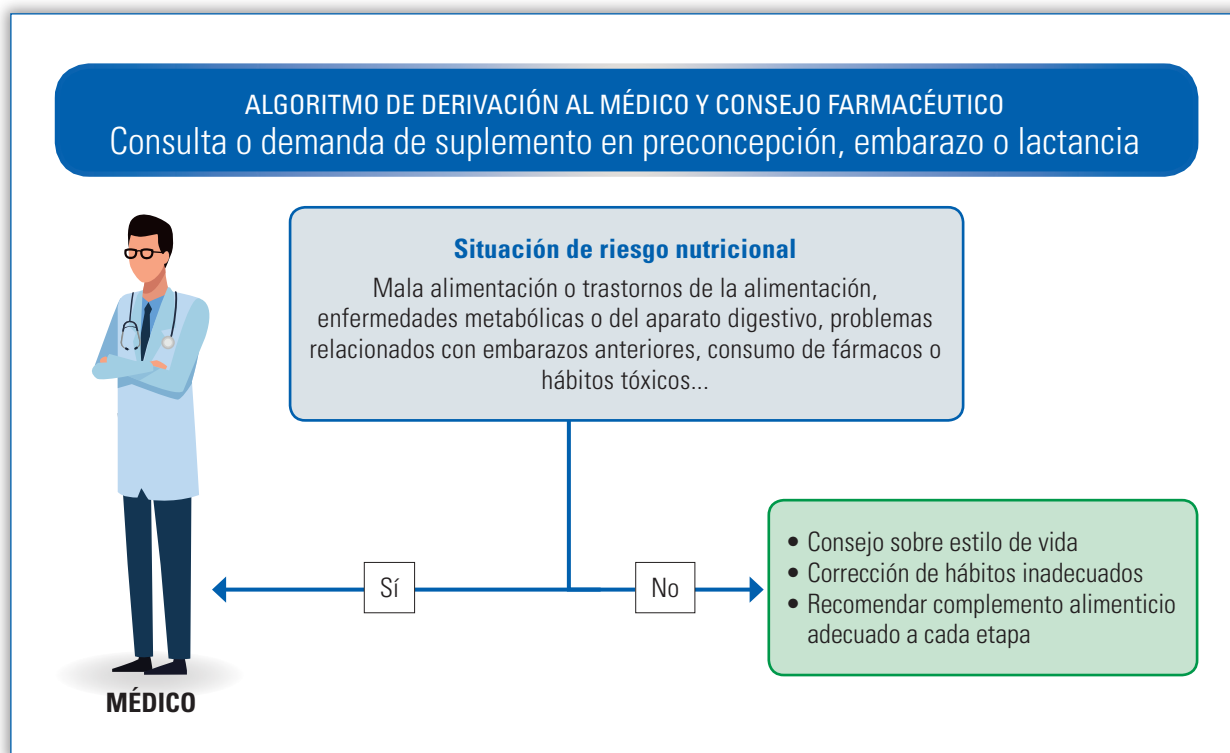 ALGORITMO DE DERIVACIÓN AL MÉDICO Y CONSEJO FARMACÉUTICO
Consulta o demanda de suplemento en preconcepción, embarazo o lactancia
Situación de riesgo nutricional
Mala alimentación o trastornos de la alimentación,
enfermedades metabólicas o del aparato digestivo, problemas
relacionados con embarazos anteriores, consumo de fármacos o
hábitos tóxicos...
Sí
No
• Consejo sobre estilo de vida
• Corrección de hábitos inadecuados
• Recomendar complemento alimenticio
adecuado a cada etapa
MÉDICO